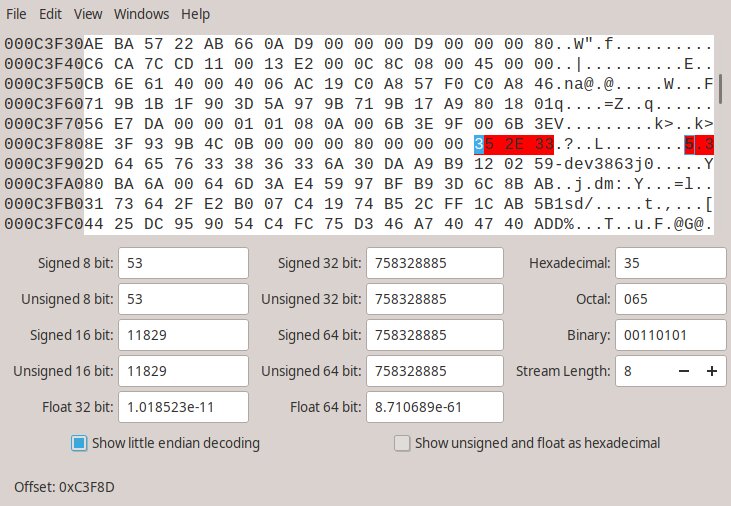 File Edit View Windows Help
000C3F30AE BA 57 22 AB 66 0A D9 00 00 00 D9 00 00 00 80..W".f..........
000C3F40C6 CA 7C CD 11 00 13 E2 00 0C 8C 08 00 45 00 00..|..........E..
000C3F50CB 6E 61 40 00 40 06 AC 19 C0 A8 57 F0 C0 A8 46.na@.@.....W...F
000C3F6071 9B 1B 1F 90 3D 5A 97 9B 71 9B 17 A9 80 18 01q....=Z..q......
000C3F7056 E7 DA 00 00 01 01 08 0A 00 6B 3E 9F 00 6B 3EV.........k>..k>
000C3F808E 3F 93 9B 4C 0B 00 00 00 80 00 00 00 35 2E 33.?..L........5.3
000C3F902D 64 65 76 33 38 36 33 6A 30 DA A9 B9 12 02 59-dev3863j0.....Y
000C3FA080 BA 6A 00 64 6D 3A E4 59 97 BF B9 3D 6C 8B AB..j.dm:.Y...=l..
000C3FB031 73 64 2F FE E2 B0 07 C4 19 74 B5 2C FF 1C AB 5B1sd/.....t.,...[
000C3FC044 25 DC 95 90 54 C4 FC 75 D3 46 A7 40 47 40 ADD%...T..u.F.@G@.
Signed 8 bit: 53 Signed 32 bit: 758328885 Hexadecimal: 35
Unsigned 8 bit: 53 Unsigned 32 bit: 758328885 Octal: 065
Signed 16 bit: 11829 Signed 64 bit: 758328885 Binary: 00110101
Unsigned 16 bit: 11829 Unsigned 64 bit: 758328885 Stream Length: 8 − +
Float 32 bit: 1.018523e-11 Float 64 bit: 8.710689e-61
Show little endian decoding Show unsigned and float as hexadecimal
Offset: 0xC3F8D